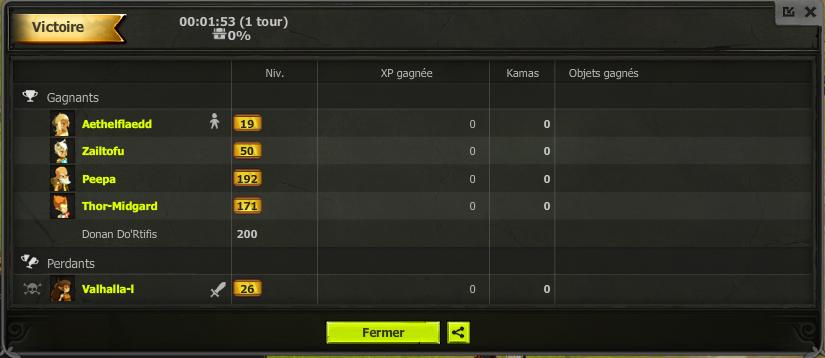 Victoire
00:01:53 (1 tour)
0%
Niv. XP gagnée Kamas Objets gagnés
Gagnants
Aethelflaedd 19 0 0
Zailtofu 50 0 0
Peepa 192 0 0
Thor-Midgard 171 0 0
Donan Do'Rtifis 200
Perdants
Valhalla-I 26 0 0
Fermer